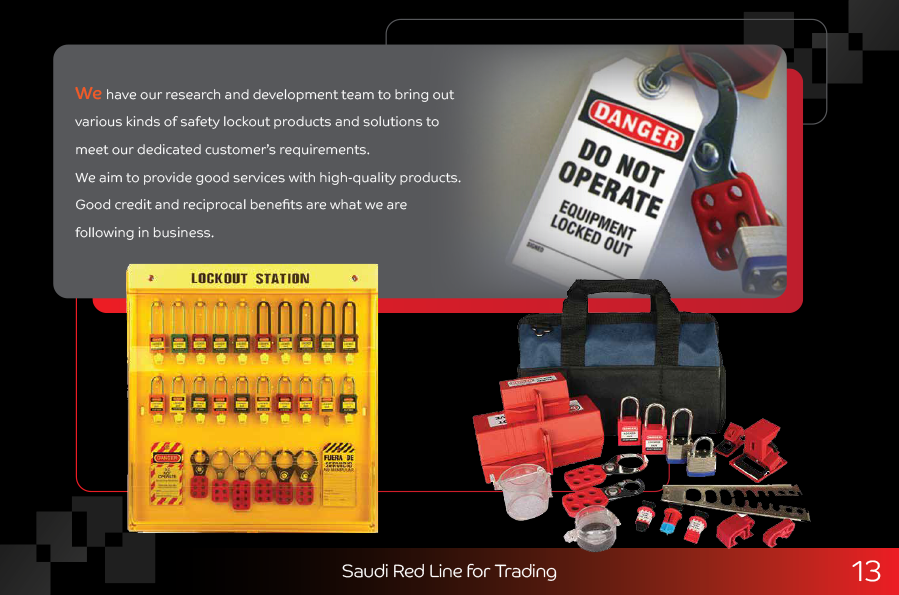 We have our research and development team to bring out
various kinds of safety lockout products and solutions to
meet our dedicated customer's requirements.
We aim to provide good services with high-quality products.
Good credit and reciprocal benefits are what we are
following in business.
DANGER
DO NOT
OPERATE
EQUIPMENT
LOCKED OUT
SIGNED
LOCKOUT STATION
DANGER
OPERATE
FUERA DE
SERVICIO
NO MANIPULAR
Saudi Red Line for Trading
13